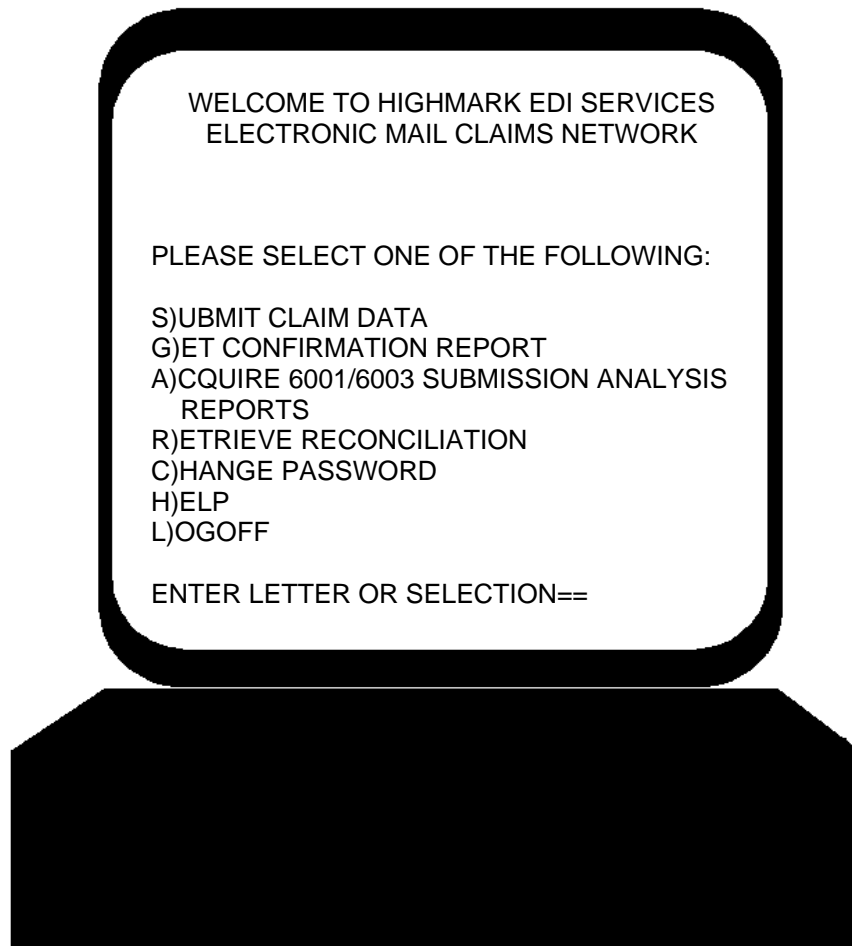 WELCOME TO HIGHMARK EDI SERVICES
ELECTRONIC MAIL CLAIMS NETWORK
PLEASE SELECT ONE OF THE FOLLOWING:
S)UBMIT CLAIM DATA
G)ET CONFIRMATION REPORT
A)CQUIRE 6001/6003 SUBMISSION ANALYSIS
REPORTS
R)ETRIEVE RECONCILIATION
C)HANGE PASSWORD
H)ELP
L)OGOFF
ENTER LETTER OR SELECTION==